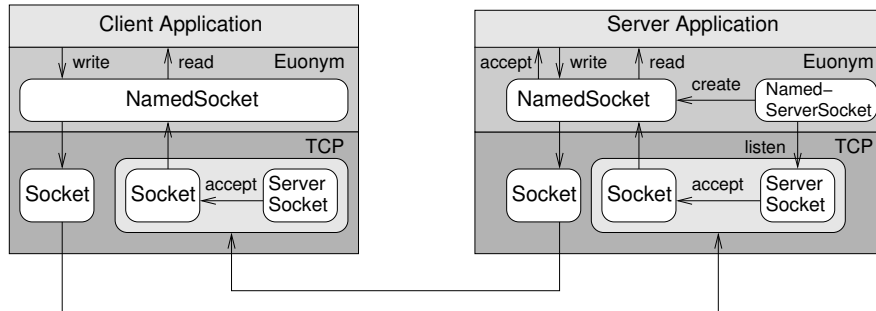 Client Application
write
read
Euonym
NamedSocket
TCP
Socket
Socket
accept
Server
Socket
Server Application
accept
write
read
Euonym
create
NamedSocket
Named–
ServerSocket
listen
TCP
Socket
Socket
accept
Server
Socket